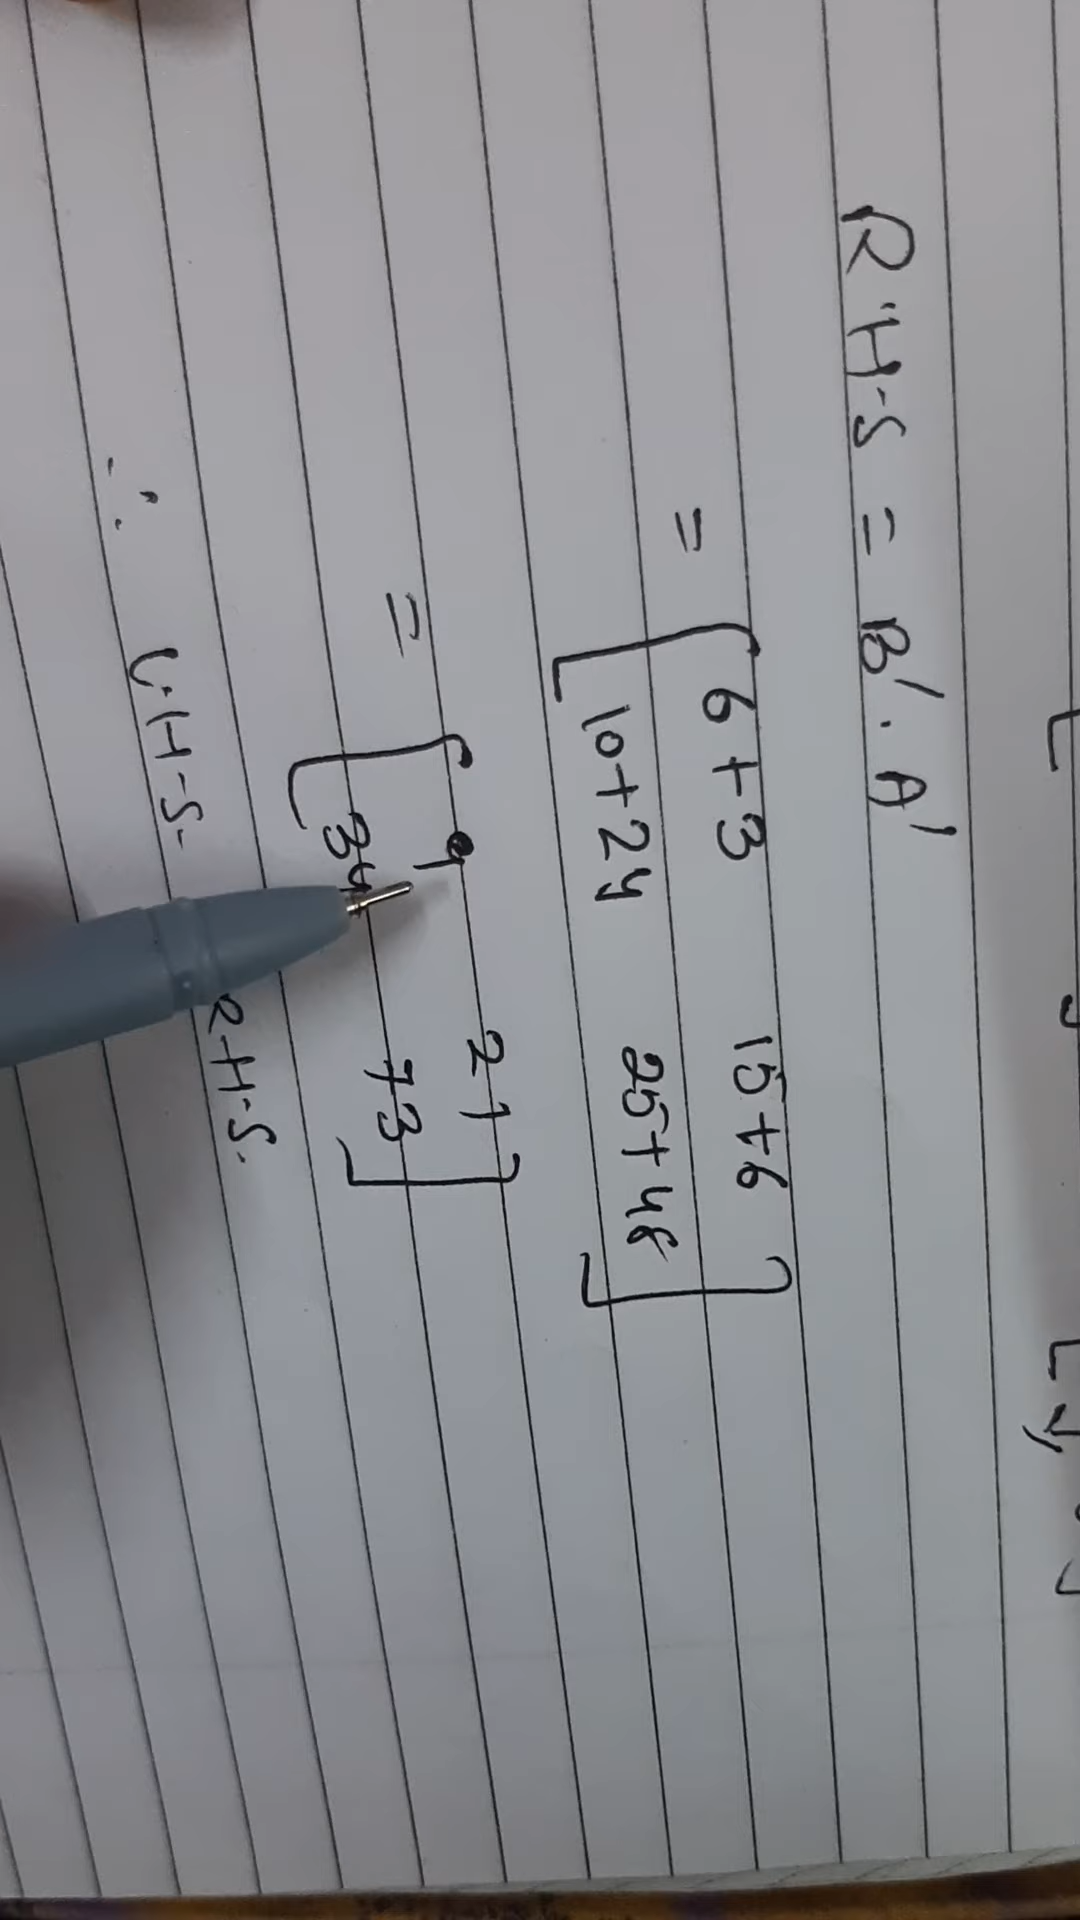 R.H.S = B'. A'
= [ 6+3 15+6
10+24 25+48 ]
= [ 9 21
34 73 ]
∴ L.H.S. R.H.S.